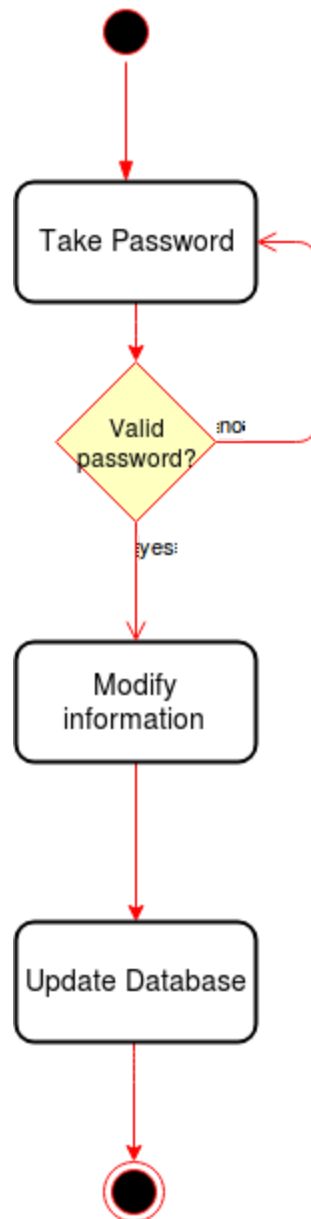 Take Password
Valid
password?
no
yes
Modify
information
Update Database